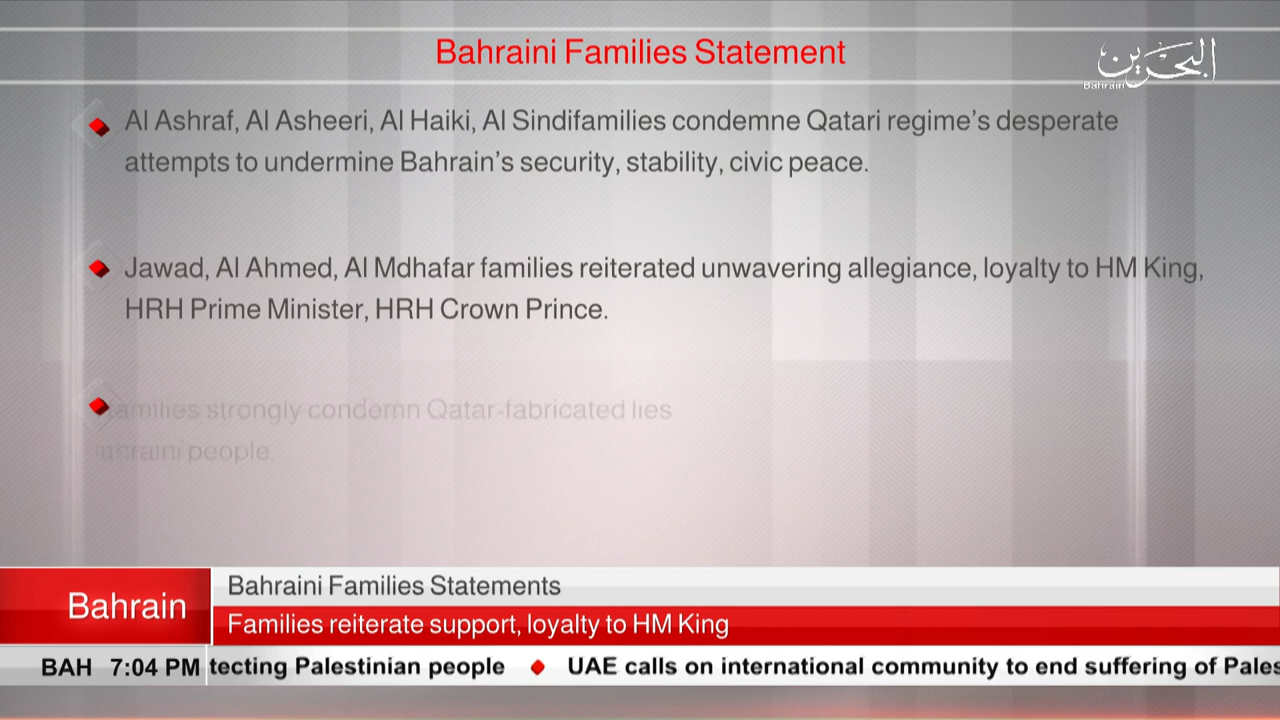 Bahraini Families Statement
البحرين
Bahrain
Al Ashraf, Al Asheeri, Al Haiki, Al Sindifamilies condemne Qatari regime's desperate
attempts to undermine Bahrain's security, stability, civic peace.
Jawad, Al Ahmed, Al Mdhafar families reiterated unwavering allegiance, loyalty to HM King,
HRH Prime Minister, HRH Crown Prince.
amilies strongly condemn Qatar-fabricated lies
ahraini people.
Bahrain
Bahraini Families Statements
Families reiterate support, loyalty to HM King
BAH 7:04 PM tecting Palestinian people UAE calls on international community to end suffering of Pales